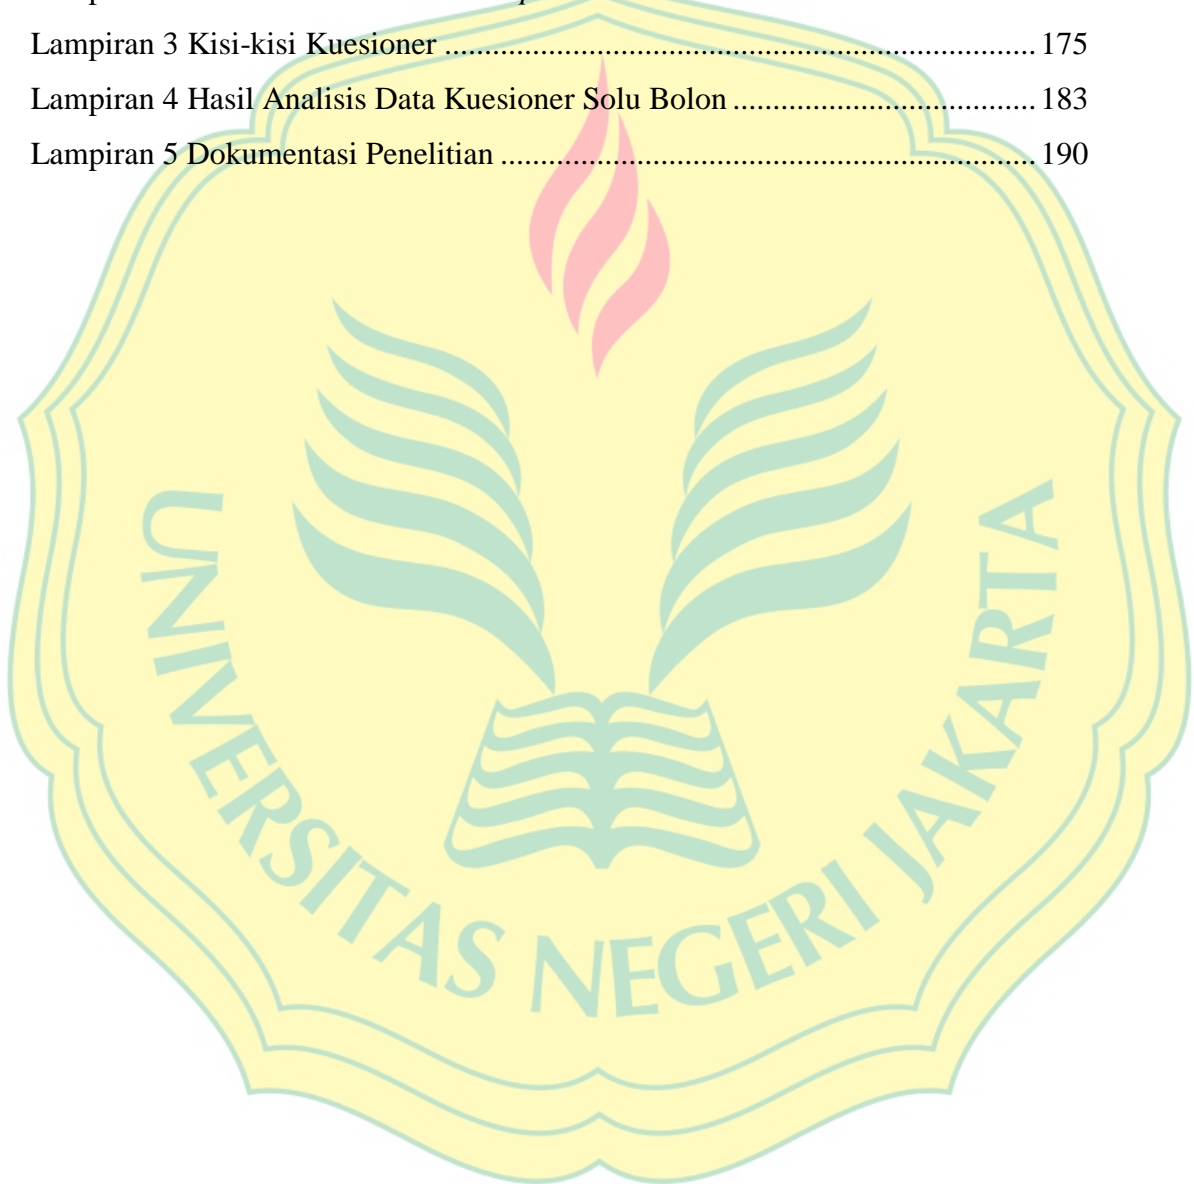 Lampiran 3 Kisi-kisi Kuesioner ........................................................................... 175
Lampiran 4 Hasil Analisis Data Kuesioner Solu Bolon ...................................... 183
Lampiran 5 Dokumentasi Penelitian .................................................................... 190
UNIVERSITAS NEGERI JAKARTA